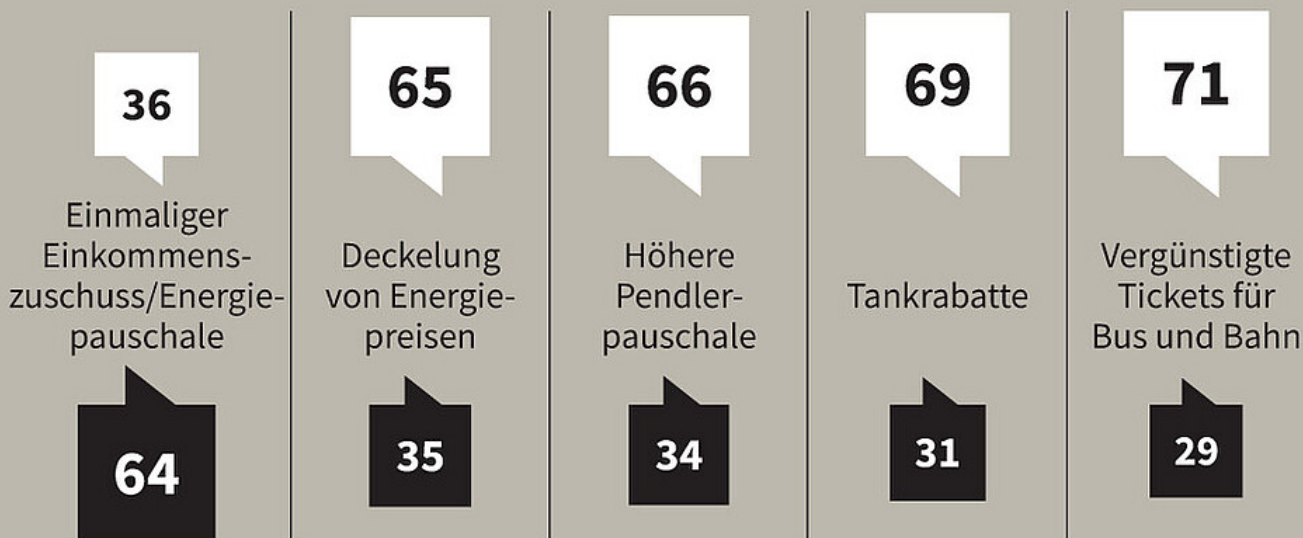 36
Einmaliger
Einkommens-
zuschuss/Energie-
pauschale
64
65
Deckelung
von Energie-
preisen
35
66
Höhere
Pendler-
pauschale
34
69
Tankrabatte
31
71
Vergünstigte
Tickets für
Bus und Bahn
29